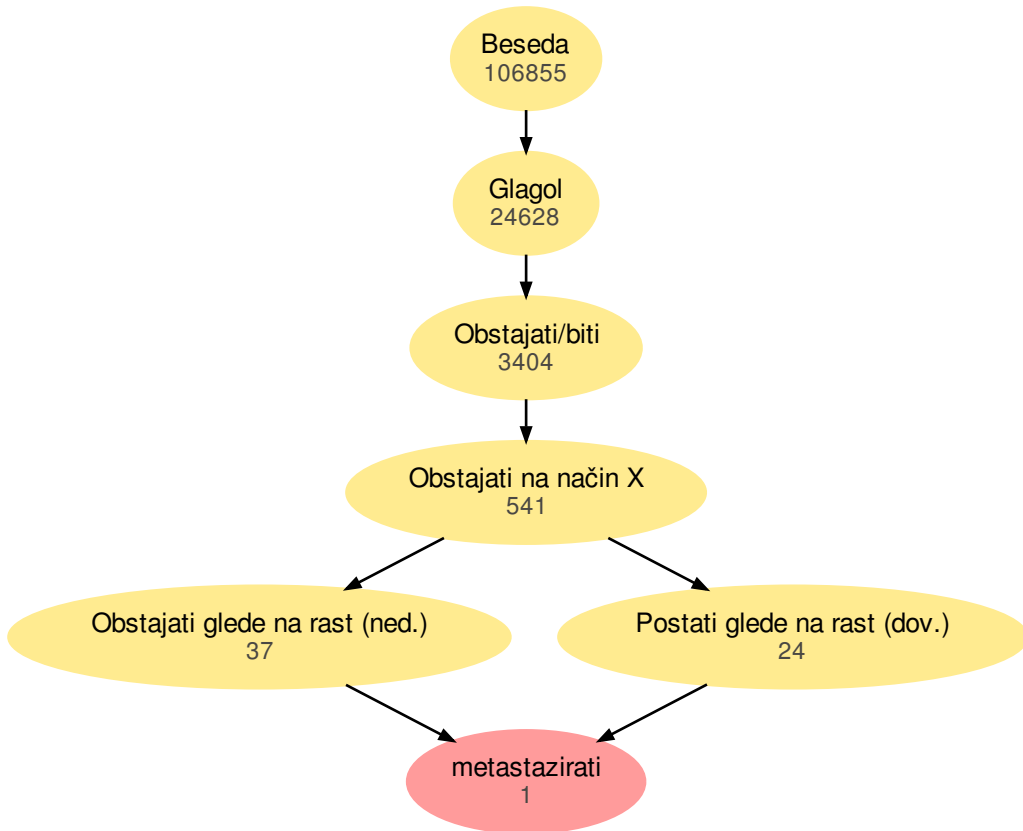 Beseda
106855
Glagol
24628
Obstajati/biti
3404
Obstajati na način X
541
Obstajati glede na rast (ned.)
37
Postati glede na rast (dov.)
24
metastazirati
1